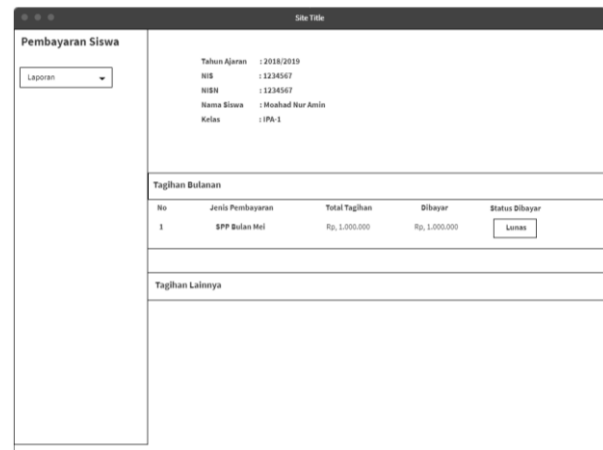 Site Title
Pembayaran Siswa
Laporan
Tahun Ajaran : 2018/2019
NIS : 1234567
NISN : 1234567
Nama Siswa : Moahad Nur Amin
Kelas : IPA-1
Tagihan Bulanan
No Jenis Pembayaran Total Tagihan Dibayar Status Dibayar
1 SPP Bulan Mei Rp, 1.000.000 Rp, 1.000.000 Lunas
Tagihan Lainnya